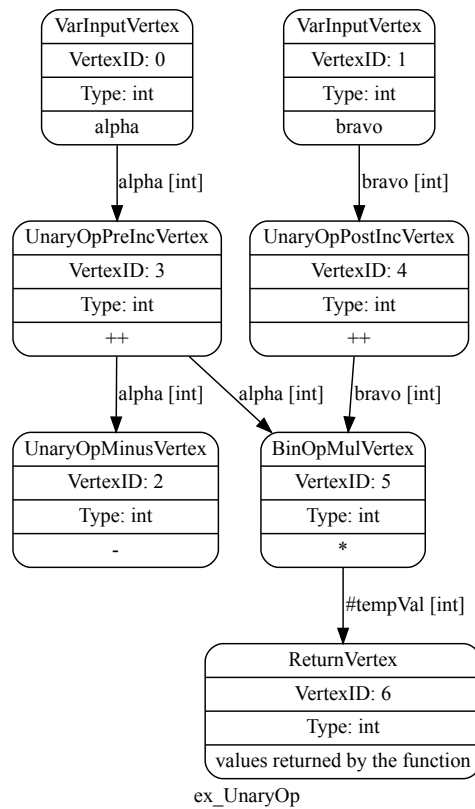 VarInputVertex
VertexID: 0
Type: int
alpha
VarInputVertex
VertexID: 1
Type: int
bravo
alpha [int]
bravo [int]
UnaryOpPreIncVertex
VertexID: 3
Type: int
++
UnaryOpPostIncVertex
VertexID: 4
Type: int
++
alpha [int]
alpha [int]
bravo [int]
UnaryOpMinusVertex
VertexID: 2
Type: int
-
BinOpMulVertex
VertexID: 5
Type: int
*
#tempVal [int]
ReturnVertex
VertexID: 6
Type: int
values returned by the function
ex_UnaryOp